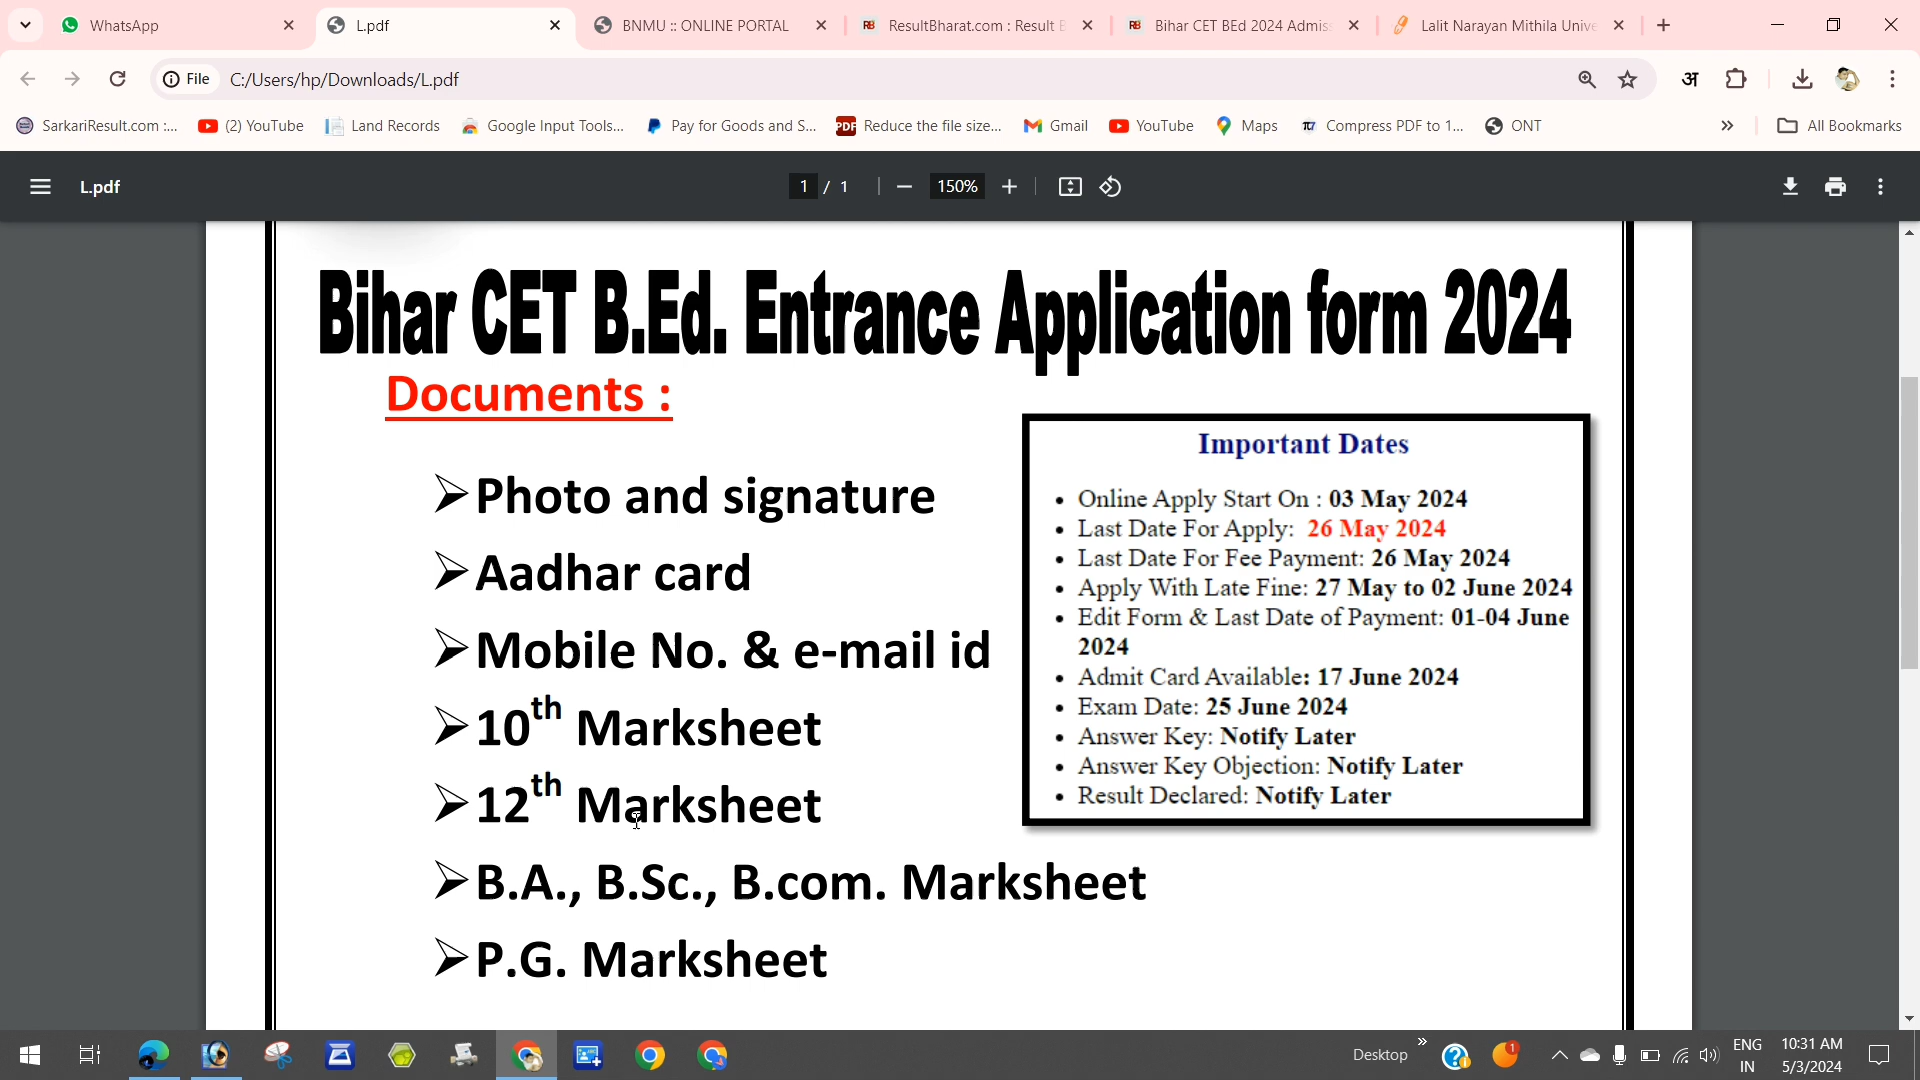 WhatsApp
L.pdf
BNMU :: ONLINE PORTAL
ResultBharat.com : Result B
Bihar CET BEd 2024 Admis
Lalit Narayan Mithila Unive
File
C:/Users/hp/Downloads/L.pdf
अ
SarkariResult.com :...
(2) YouTube
Land Records
Google Input Tools...
Pay for Goods and S...
PDF
Reduce the file size...
Gmail
YouTube
Maps
Compress PDF to 1...
ONT
All Bookmarks
L.pdf
1 / 1
150%
Bihar CET B.Ed. Entrance Application form 2024
Documents :
Photo and signature
Aadhar card
Mobile No. & e-mail id
10th Marksheet
12th Marksheet
B.A., B.Sc., B.com. Marksheet
P.G. Marksheet
Important Dates
Online Apply Start On : 03 May 2024
Last Date For Apply: 26 May 2024
Last Date For Fee Payment: 26 May 2024
Apply With Late Fine: 27 May to 02 June 2024
Edit Form & Last Date of Payment: 01-04 June
2024
Admit Card Available: 17 June 2024
Exam Date: 25 June 2024
Answer Key: Notify Later
Answer Key Objection: Notify Later
Result Declared: Notify Later
Desktop
1
ENG
IN
10:31 AM
5/3/2024